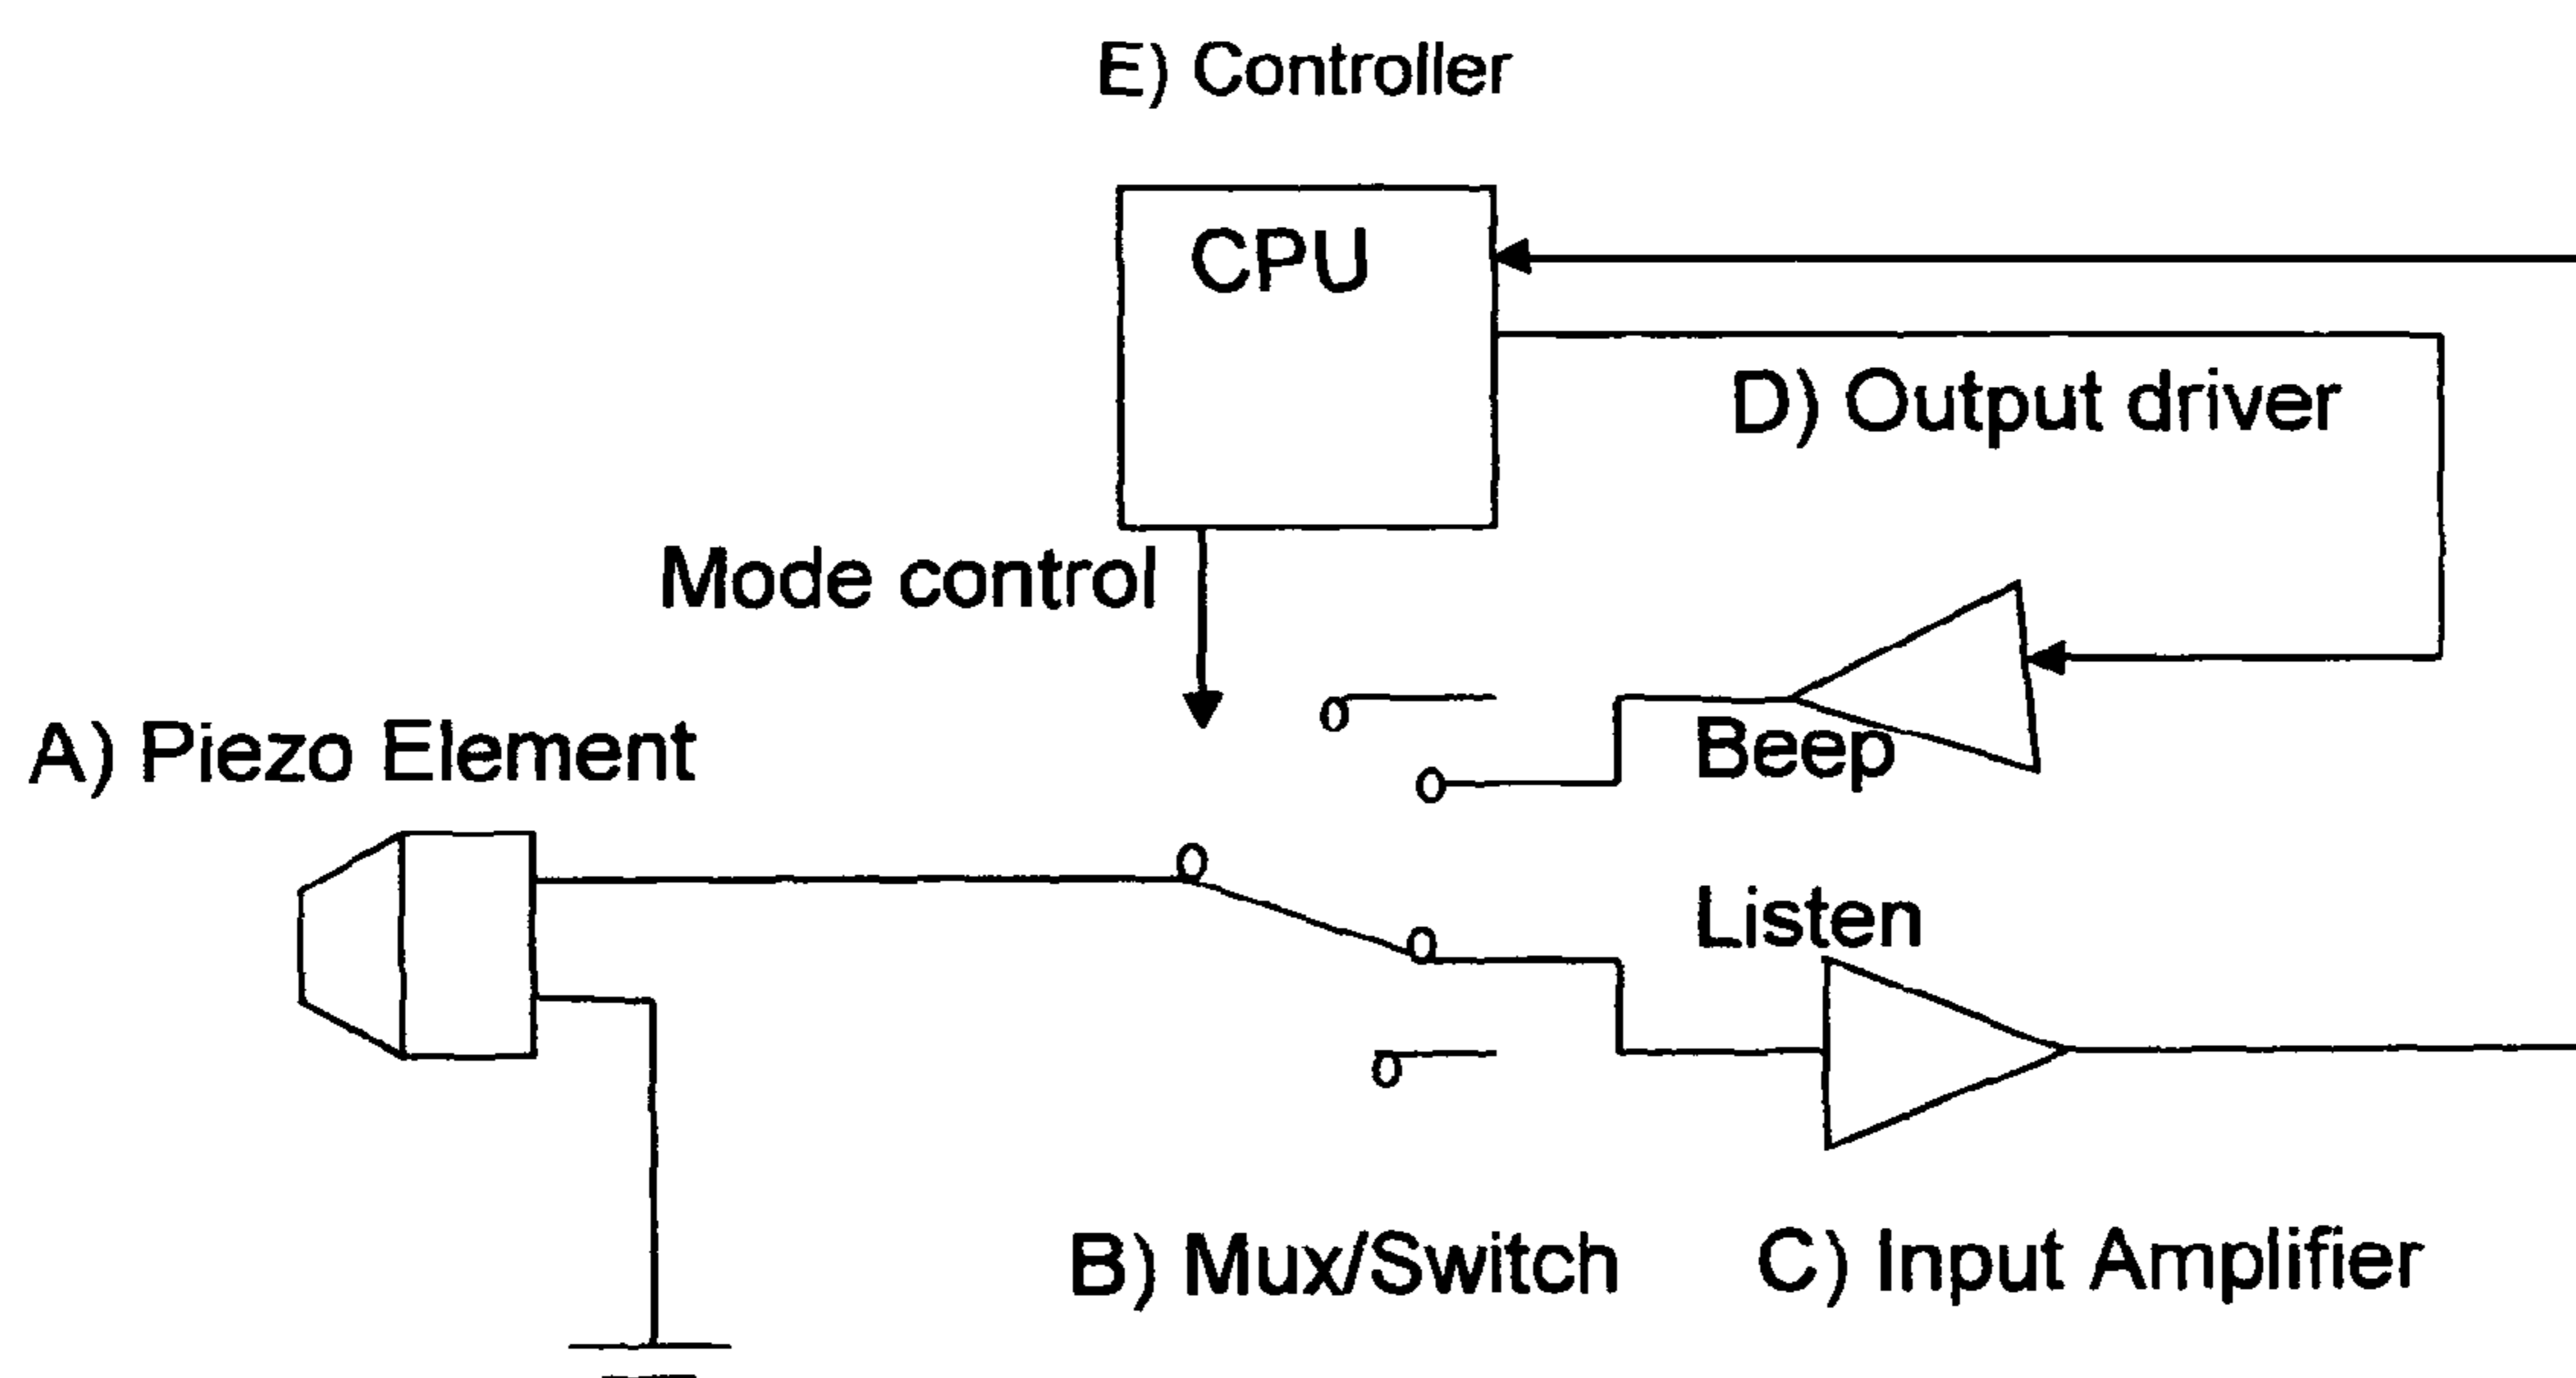 E) Controller
CPU
D) Output driver
Mode control
A) Piezo Element
Beep
Listen
B) Mux/Switch
C) Input Amplifier